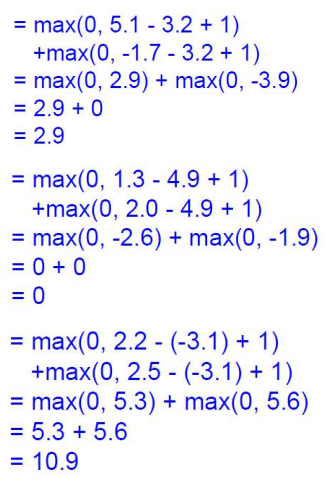 = max(0, 5.1 - 3.2 + 1)
+max(0, -1.7 - 3.2 + 1)
= max(0, 2.9) + max(0, -3.9)
= 2.9 + 0
= 2.9
= max(0, 1.3 - 4.9 + 1)
+max(0, 2.0 - 4.9 + 1)
= max(0, -2.6) + max(0, -1.9)
= 0 + 0
= 0
= max(0, 2.2 - (-3.1) + 1)
+max(0, 2.5 - (-3.1) + 1)
= max(0, 5.3) + max(0, 5.6)
= 5.3 + 5.6
= 10.9